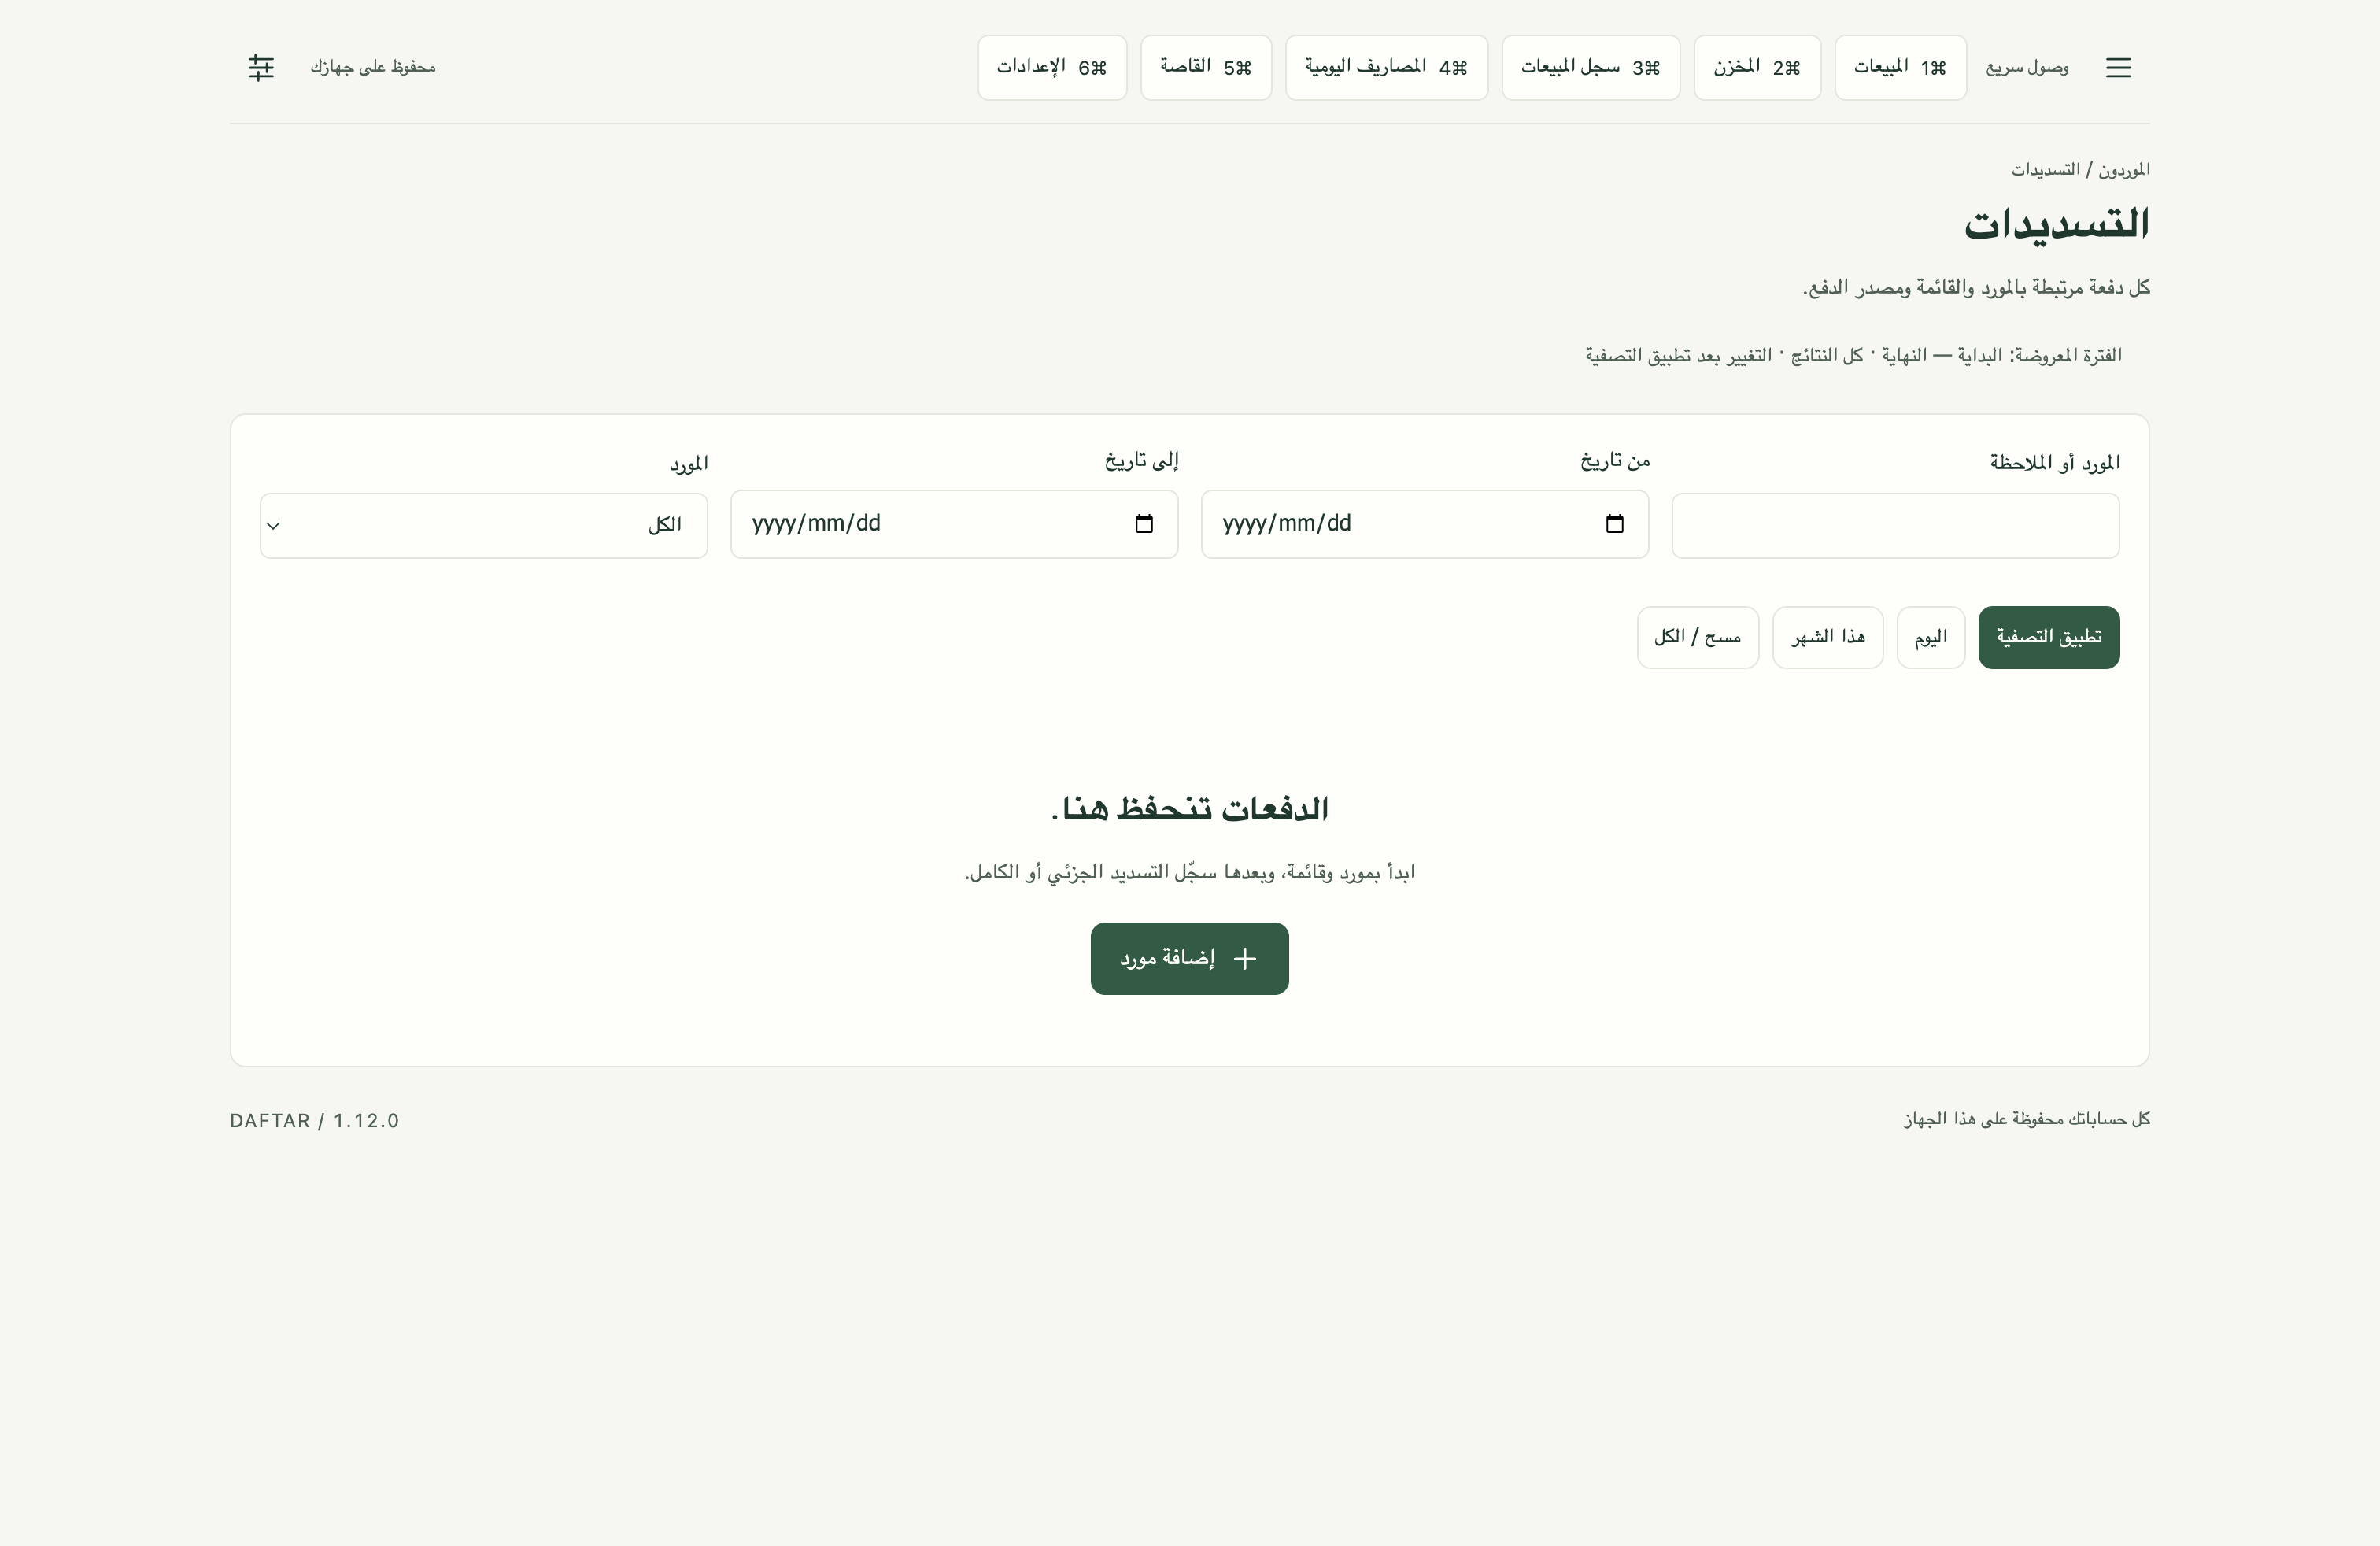 وصول سريع
⌘1 المبيعات
⌘2 المخزن
⌘3 سجل المبيعات
⌘4 المصاريف اليومية
⌘5 القاصة
⌘6 الإعدادات
محفوظ على جهازك
الموردون / التسديدات
التسديدات
كل دفعة مرتبطة بالمورد والقائمة ومصدر الدفع.
الفترة المعروضة: البداية — النهاية · كل النتائج · التغيير بعد تطبيق التصفية
المورد أو الملاحظة
من تاريخ
yyyy/mm/dd
إلى تاريخ
yyyy/mm/dd
المورد
الكل
تطبيق التصفية
اليوم
هذا الشهر
مسح / الكل
الدفعات تنحفظ هنا.
ابدأ بمورد وقائمة، وبعدها سجّل التسديد الجزئي أو الكامل.
إضافة مورد
كل حساباتك محفوظة على هذا الجهاز
DAFTAR / 1.12.0